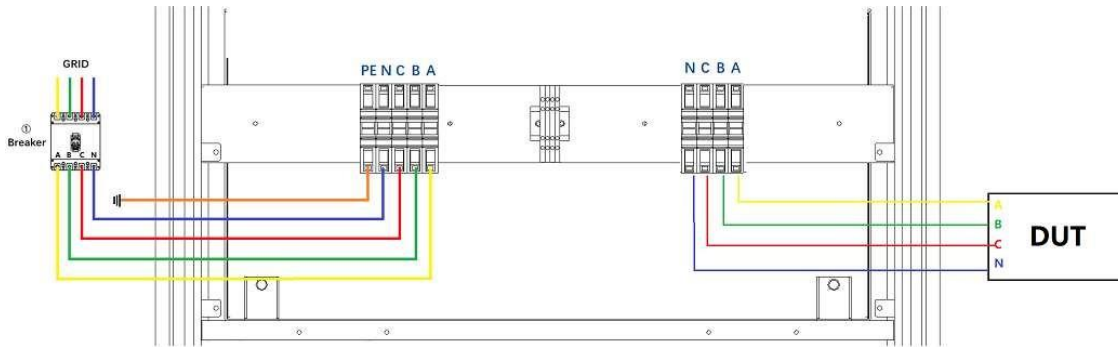 GRID
①
Breaker
A B C N
PE N C B A
N C B A
A
B
C
N
DUT